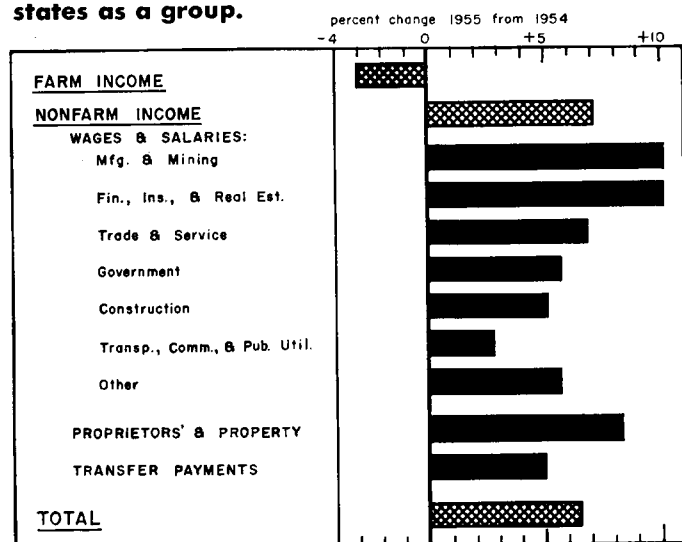 states as a group.
percent change 1955 from 1954
-4 0 +5 +10
FARM INCOME
NONFARM INCOME
WAGES & SALARIES:
Mfg. & Mining
Fin., Ins., & Real Est.
Trade & Service
Government
Construction
Transp., Comm., & Pub. Util.
Other
PROPRIETORS' & PROPERTY
TRANSFER PAYMENTS
TOTAL